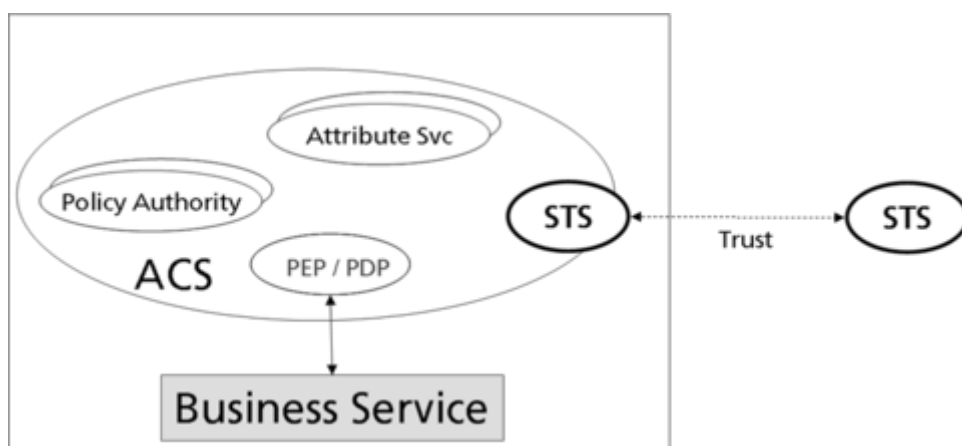 Attribute Svc
Policy Authority
STS
STS
Trust
PEP / PDP
ACS
Business Service